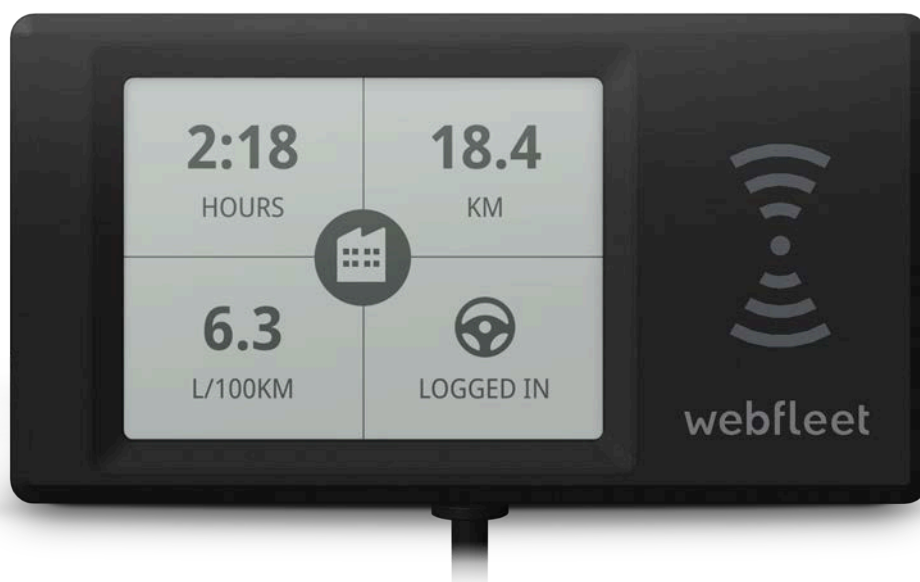 2:18
HOURS
18.4
KM
6.3
L/100KM
LOGGED IN
webfleet